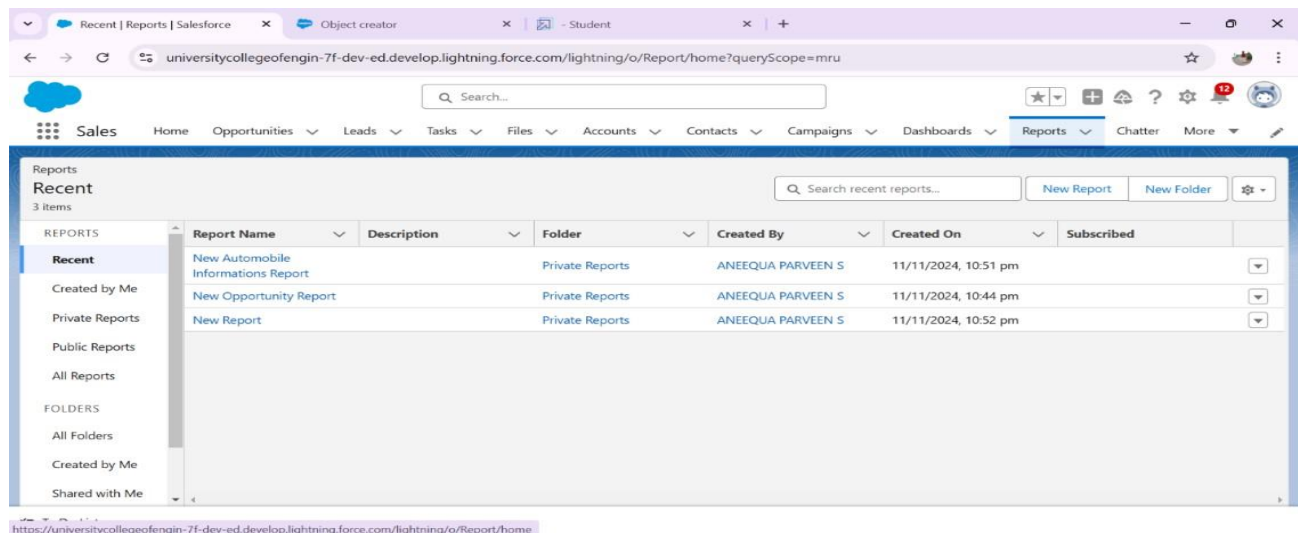 Recent | Reports | Salesforce
Object creator
- Student
universitycollegeofengin-7f-dev-ed.develop.lightning.force.com/lightning/o/Report/home?queryScope=mru
Search...
12
Sales Home Opportunities Leads Tasks Files Accounts Contacts Campaigns Dashboards Reports Chatter More
Reports
Recent
3 items
Search recent reports...
New Report New Folder
REPORTS
Recent
Created by Me
Private Reports
Public Reports
All Reports
FOLDERS
All Folders
Created by Me
Shared with Me
Report Name Description Folder Created By Created On Subscribed
New Automobile
Informations Report Private Reports ANEEQUA PARVEEN S 11/11/2024, 10:51 pm
New Opportunity Report Private Reports ANEEQUA PARVEEN S 11/11/2024, 10:44 pm
New Report Private Reports ANEEQUA PARVEEN S 11/11/2024, 10:52 pm
https://universitycollegeofengin-7f-dev-ed.develop.lightning.force.com/lightning/o/Report/home